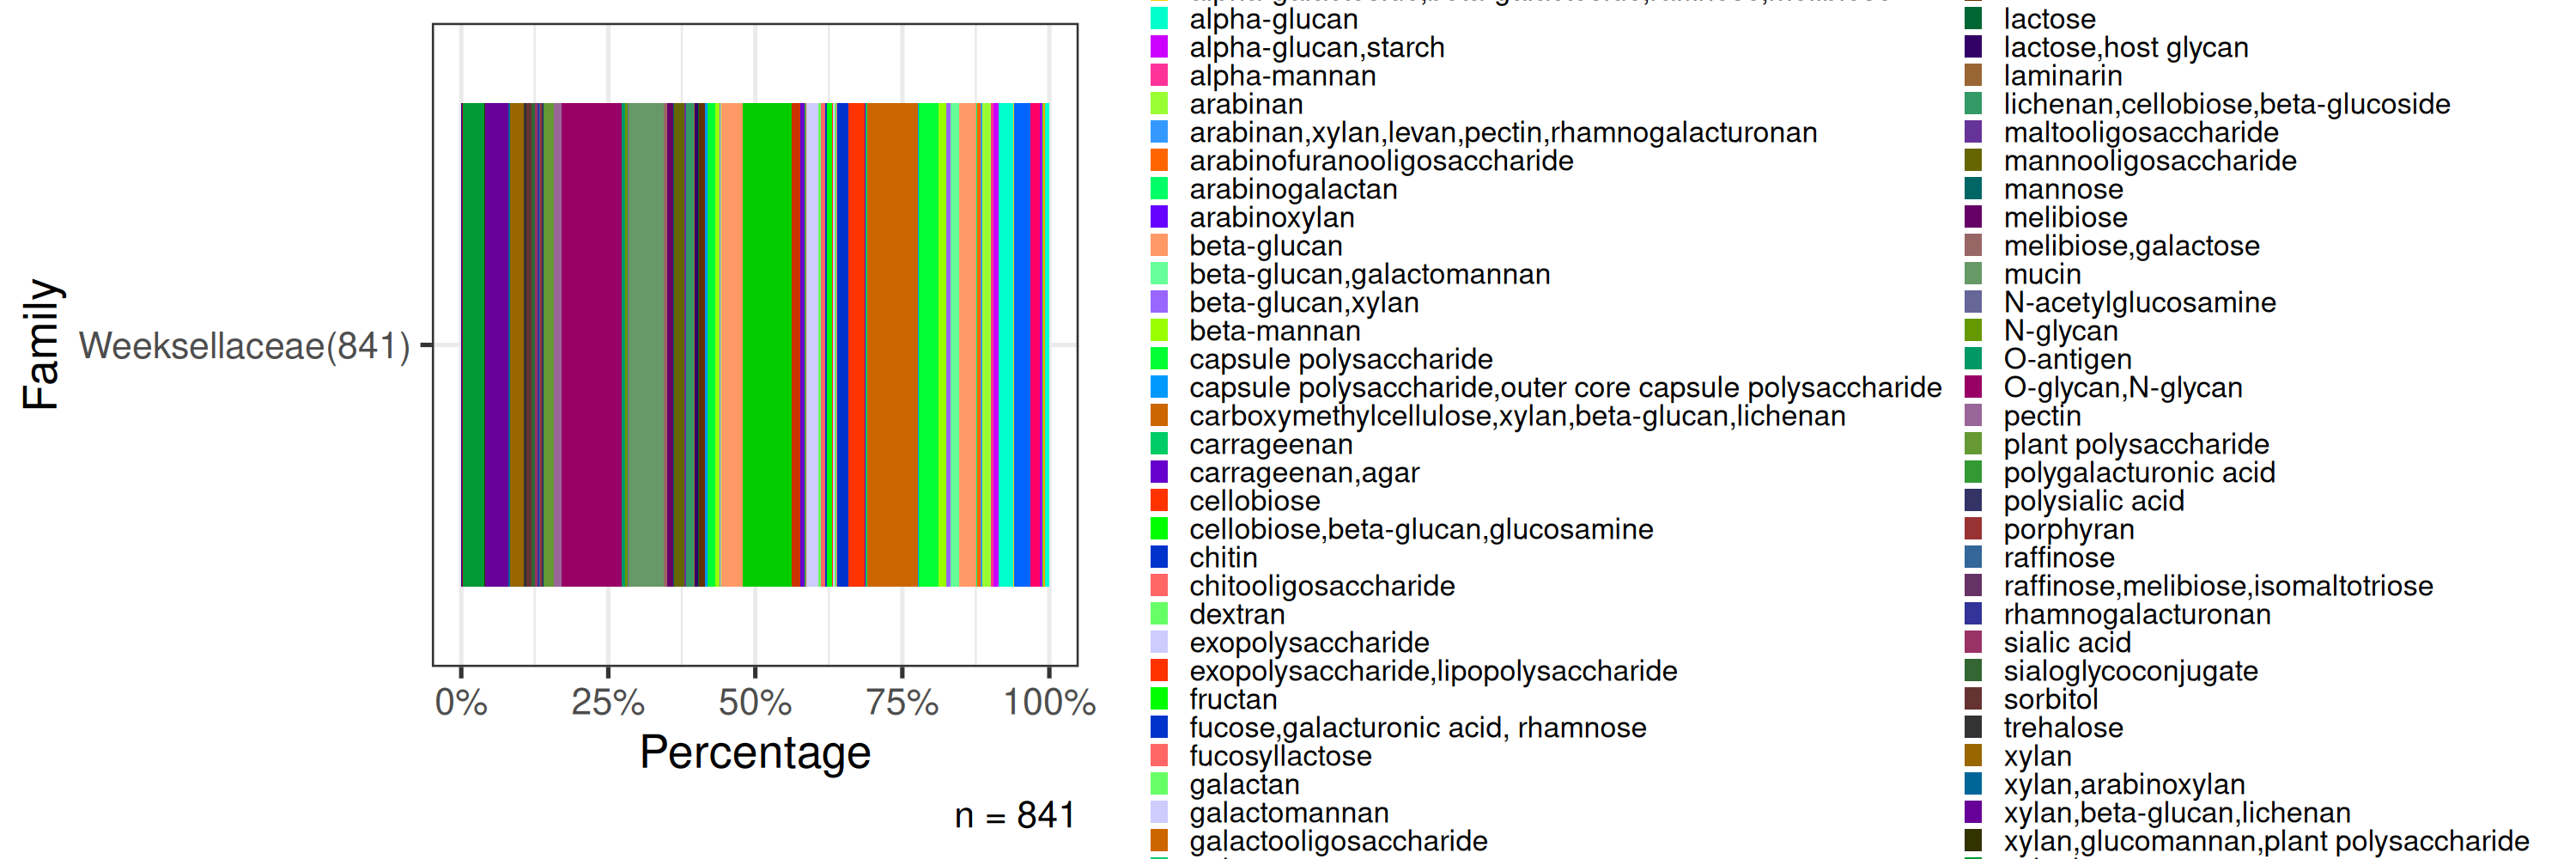 Family
Weeksellaceae(841)
0% 25% 50% 75% 100%
Percentage
n = 841
alpha-glucan
alpha-glucan,starch
alpha-mannan
arabinan
arabinan,xylan,levan,pectin,rhamnogalacturonan
arabinofuranooligosaccharide
arabinogalactan
arabinoxylan
beta-glucan
beta-glucan,galactomannan
beta-glucan,xylan
beta-mannan
capsule polysaccharide
capsule polysaccharide,outer core capsule polysaccharide
carboxymethylcellulose,xylan,beta-glucan,lichenan
carrageenan
carrageenan,agar
cellobiose
cellobiose,beta-glucan,glucosamine
chitin
chitooligosaccharide
dextran
exopolysaccharide
exopolysaccharide,lipopolysaccharide
fructan
fucose,galacturonic acid, rhamnose
fucosyllactose
galactan
galactomannan
galactooligosaccharide
lactose
lactose,host glycan
laminarin
lichenan,cellobiose,beta-glucoside
maltooligosaccharide
mannooligosaccharide
mannose
melibiose
melibiose,galactose
mucin
N-acetylglucosamine
N-glycan
O-antigen
O-glycan,N-glycan
pectin
plant polysaccharide
polygalacturonic acid
polysialic acid
porphyran
raffinose
raffinose,melibiose,isomaltotriose
rhamnogalacturonan
sialic acid
sialoglycoconjugate
sorbitol
trehalose
xylan
xylan,arabinoxylan
xylan,beta-glucan,lichenan
xylan,glucomannan,plant polysaccharide